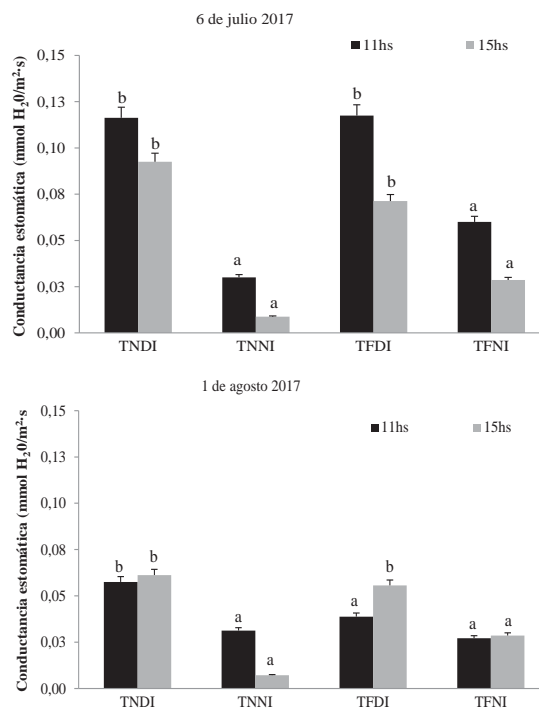 6 de julio 2017
11hs 15hs
Conductancia estomática (mmol H₂0/m²·s)
0,15
0,13
0,10
0,08
0,05
0,03
0,00
b b a a b b a a
TNDI TNNI TFDI TFNI
1 de agosto 2017
11hs 15hs
Conductancia estomática (mmol H₂0/m²·s)
0,15
0,13
0,10
0,08
0,05
0,03
0,00
b b a a a b a a
TNDI TNNI TFDI TFNI